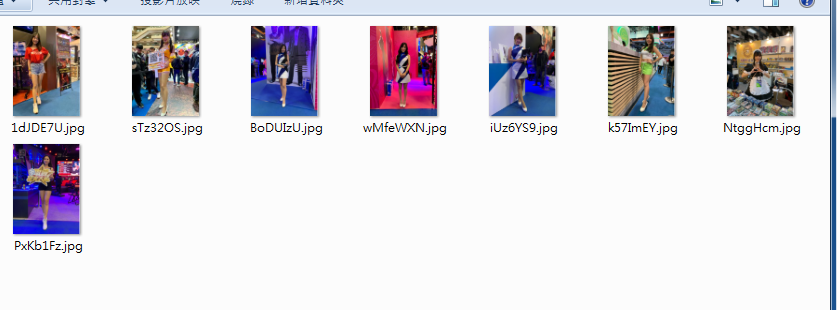 共用對象 投影片放映 燒錄 新增資料夾
1dJDE7U.jpg sTz32OS.jpg BoDUIzU.jpg wMfeWXN.jpg iUz6YS9.jpg k57ImEY.jpg NtggHcm.jpg
PxKb1Fz.jpg